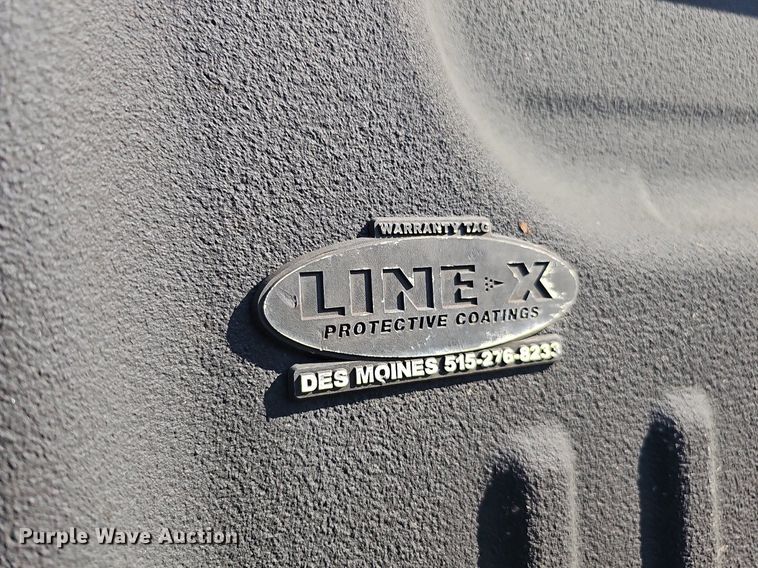 WARRANTY TAG
LINE-X
PROTECTIVE COATINGS
DES MOINES 515-276-8233
Purple Wave Auction